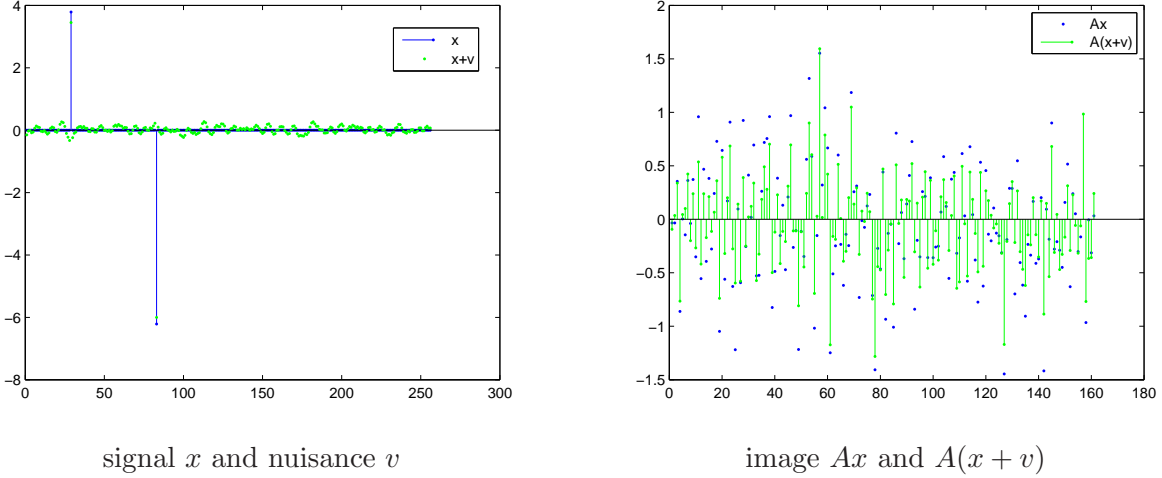 4
2
0
−2
−4
−6
−8
0 50 100 150 200 250 300
x
x+v
signal x and nuisance v
2
1.5
1
0.5
0
−0.5
−1
−1.5
0 20 40 60 80 100 120 140 160 180
Ax
A(x+v)
image Ax and A(x + v)